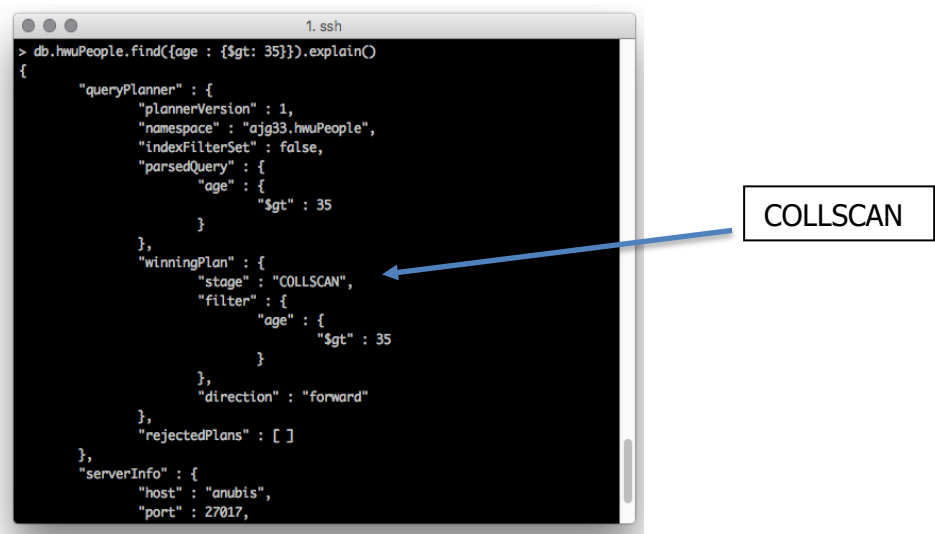 1. ssh
> db.hwuPeople.find({age : {$gt: 35}}).explain()
{
"queryPlanner" : {
"plannerVersion" : 1,
"namespace" : "ajg33.hwuPeople",
"indexFilterSet" : false,
"parsedQuery" : {
"age" : {
"$gt" : 35
}
},
"winningPlan" : {
"stage" : "COLLSCAN",
"filter" : {
"age" : {
"$gt" : 35
}
},
"direction" : "forward"
},
"rejectedPlans" : [ ]
},
"serverInfo" : {
"host" : "anubis",
"port" : 27017,
COLLSCAN